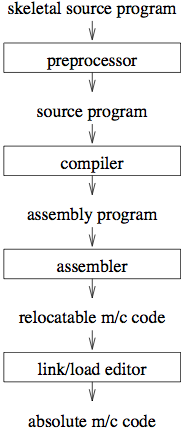 skeletal source program
preprocessor
source program
compiler
assembly program
assembler
relocatable m/c code
link/load editor
absolute m/c code